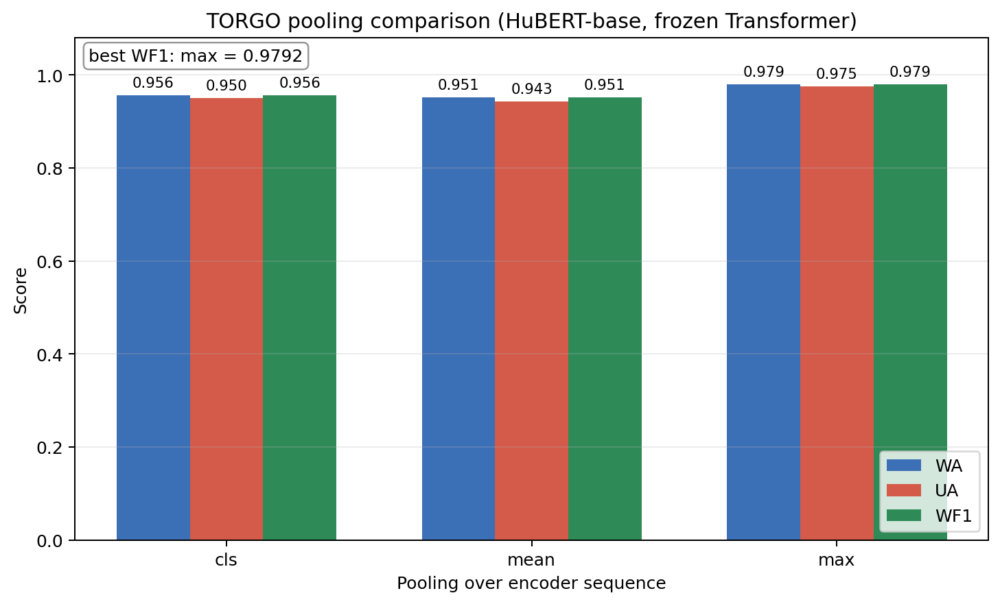 TORGO pooling comparison (HuBERT-base, frozen Transformer)
best WF1: max = 0.9792
0.956 0.950 0.956 0.951 0.943 0.951 0.979 0.975 0.979
1.0
0.8
0.6
0.4
0.2
0.0
Score
WA
UA
WF1
cls mean max
Pooling over encoder sequence